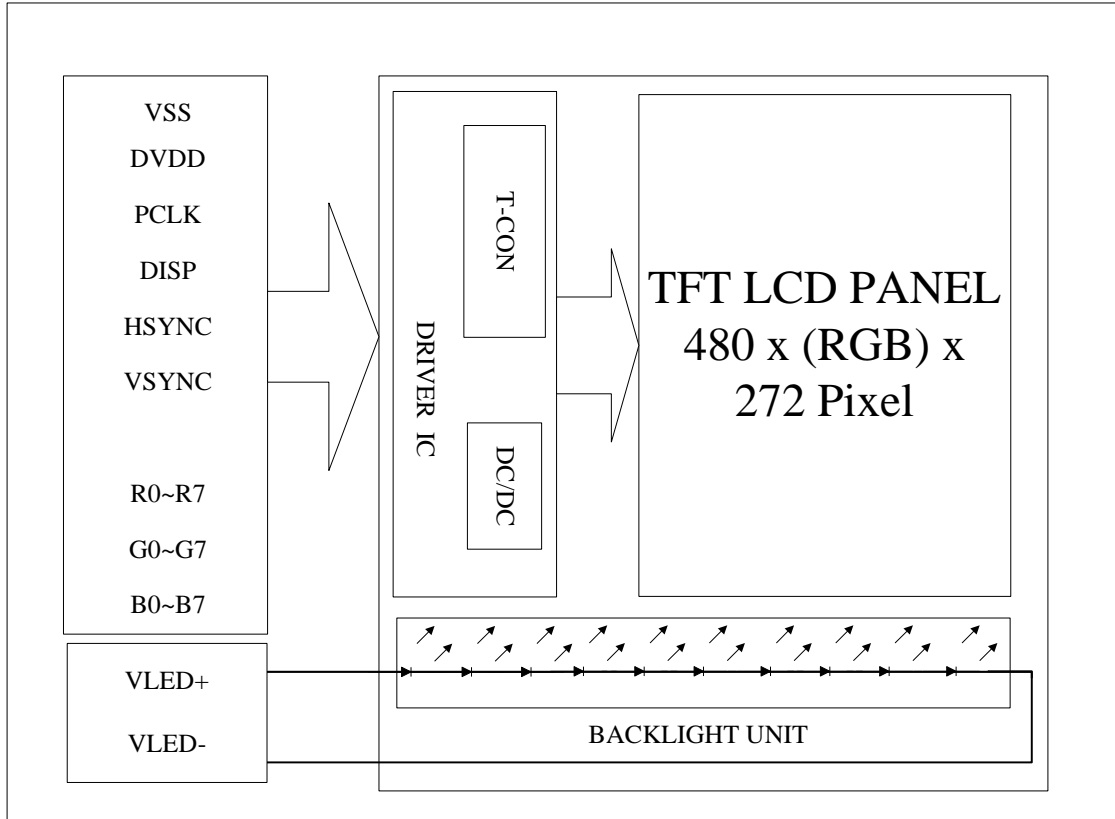 VSS
DVDD
PCLK
DISP
HSYNC
VSYNC
R0~R7
G0~G7
B0~B7
VLED+
VLED-
DRIVER IC
T-CON
DC/DC
TFT LCD PANEL
480 x (RGB) x
272 Pixel
BACKLIGHT UNIT